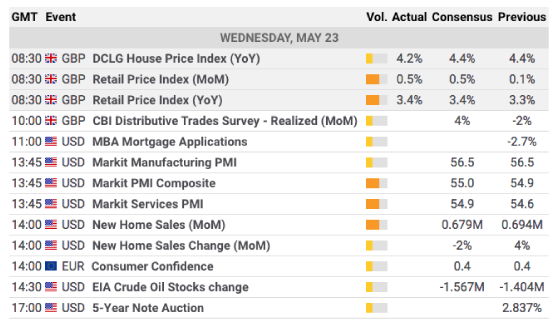 GMT Event Vol. Actual Consensus Previous
WEDNESDAY, MAY 23
08:30 GBP DCLG House Price Index (YoY) 4.2% 4.4% 4.4%
08:30 GBP Retail Price Index (MoM) 0.5% 0.5% 0.1%
08:30 GBP Retail Price Index (YoY) 3.4% 3.4% 3.3%
10:00 GBP CBI Distributive Trades Survey - Realized (MoM) 4% -2%
11:00 USD MBA Mortgage Applications -2.7%
13:45 USD Markit Manufacturing PMI 56.5 56.5
13:45 USD Markit PMI Composite 55.0 54.9
13:45 USD Markit Services PMI 54.9 54.6
14:00 USD New Home Sales (MoM) 0.679M 0.694M
14:00 USD New Home Sales Change (MoM) -2% 4%
14:00 EUR Consumer Confidence 0.4 0.4
14:30 USD EIA Crude Oil Stocks change -1.567M -1.404M
17:00 USD 5-Year Note Auction 2.837%